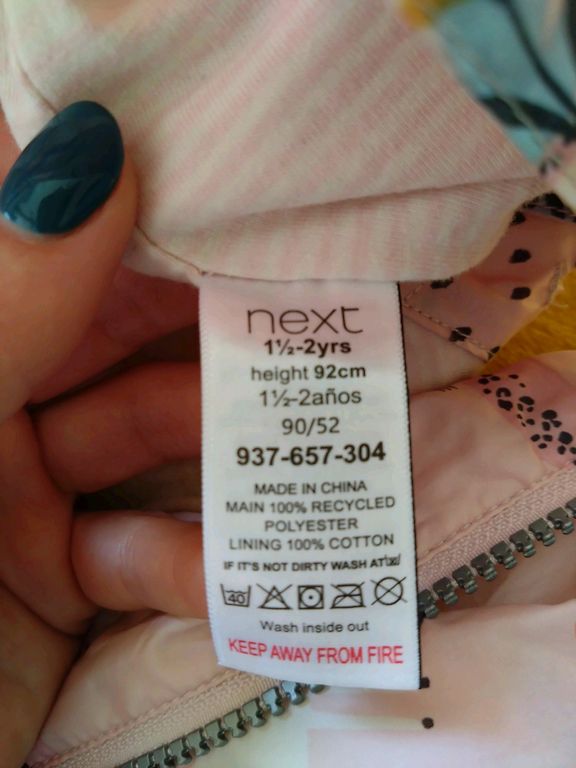 next
1½-2yrs
height 92cm
1½-2años
90/52
937-657-304
MADE IN CHINA
MAIN 100% RECYCLED
POLYESTER
LINING 100% COTTON
IF IT'S NOT DIRTY WASH AT
40
Wash inside out
KEEP AWAY FROM FIRE